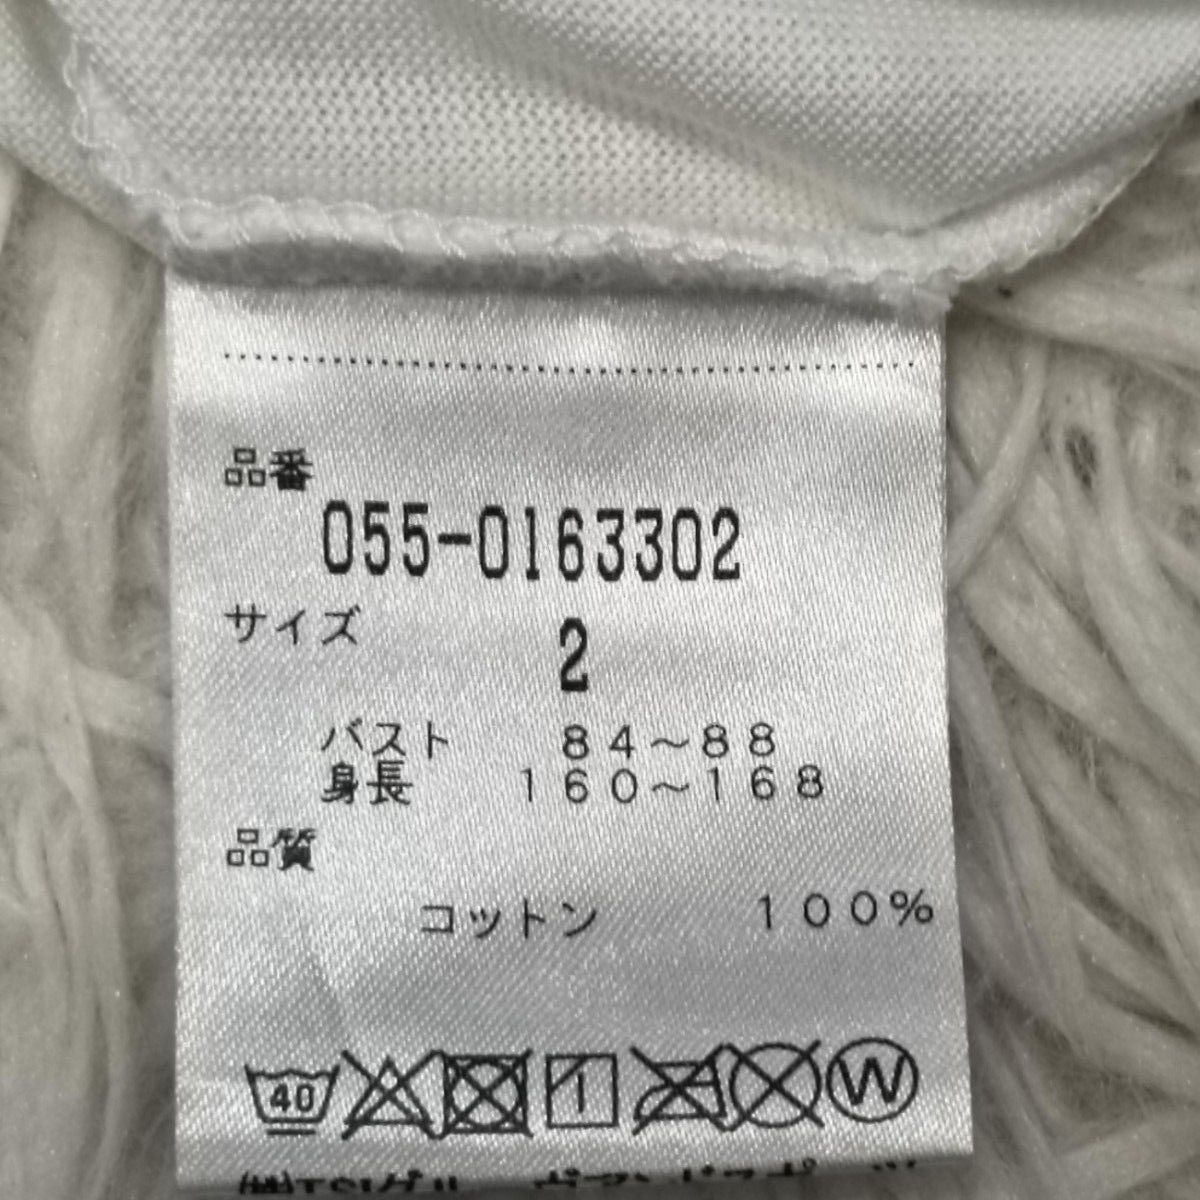 品番
055-0163302
サイズ
2
バスト 84~88
身長 160~168
品質
コットン 100%
40
W